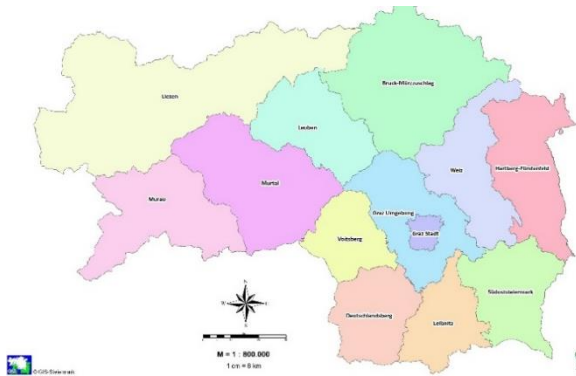 Bruck-Mürzzuschlag
Liezen
Leoben
Weiz
Hartberg-Fürstenfeld
Murtal
Murau
Graz Umgebung
Graz Stadt
Voitsberg
Südoststeiermark
Deutschlandsberg
Leibnitz
N
W
M = 1 : 800.000
1 cm = 8 km
© GIS-Steiermark